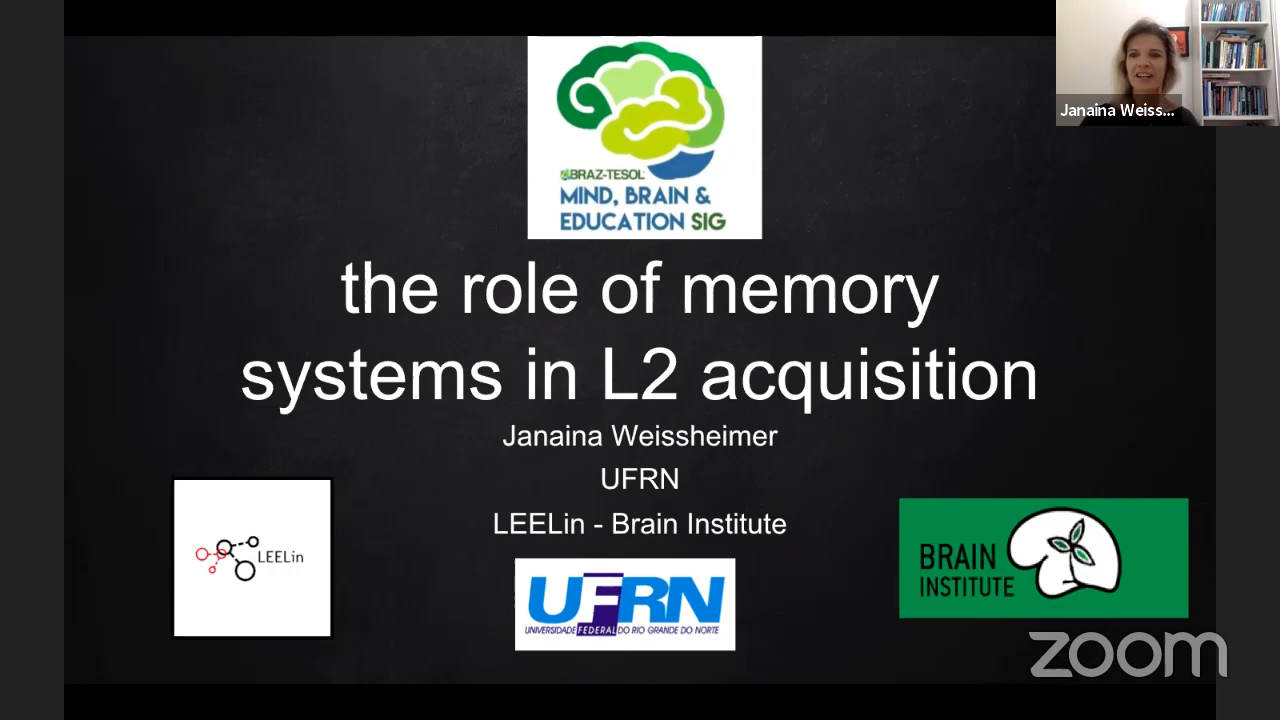 Janaina Weiss...
BRAZ-TESOL
MIND, BRAIN &
EDUCATION SIG
the role of memory
systems in L2 acquisition
Janaina Weissheimer
UFRN
LEELin - Brain Institute
LEELin
BRAIN
INSTITUTE
UFRN
UNIVERSIDADE FEDERAL DO RIO GRANDE DO NORTE
zoom